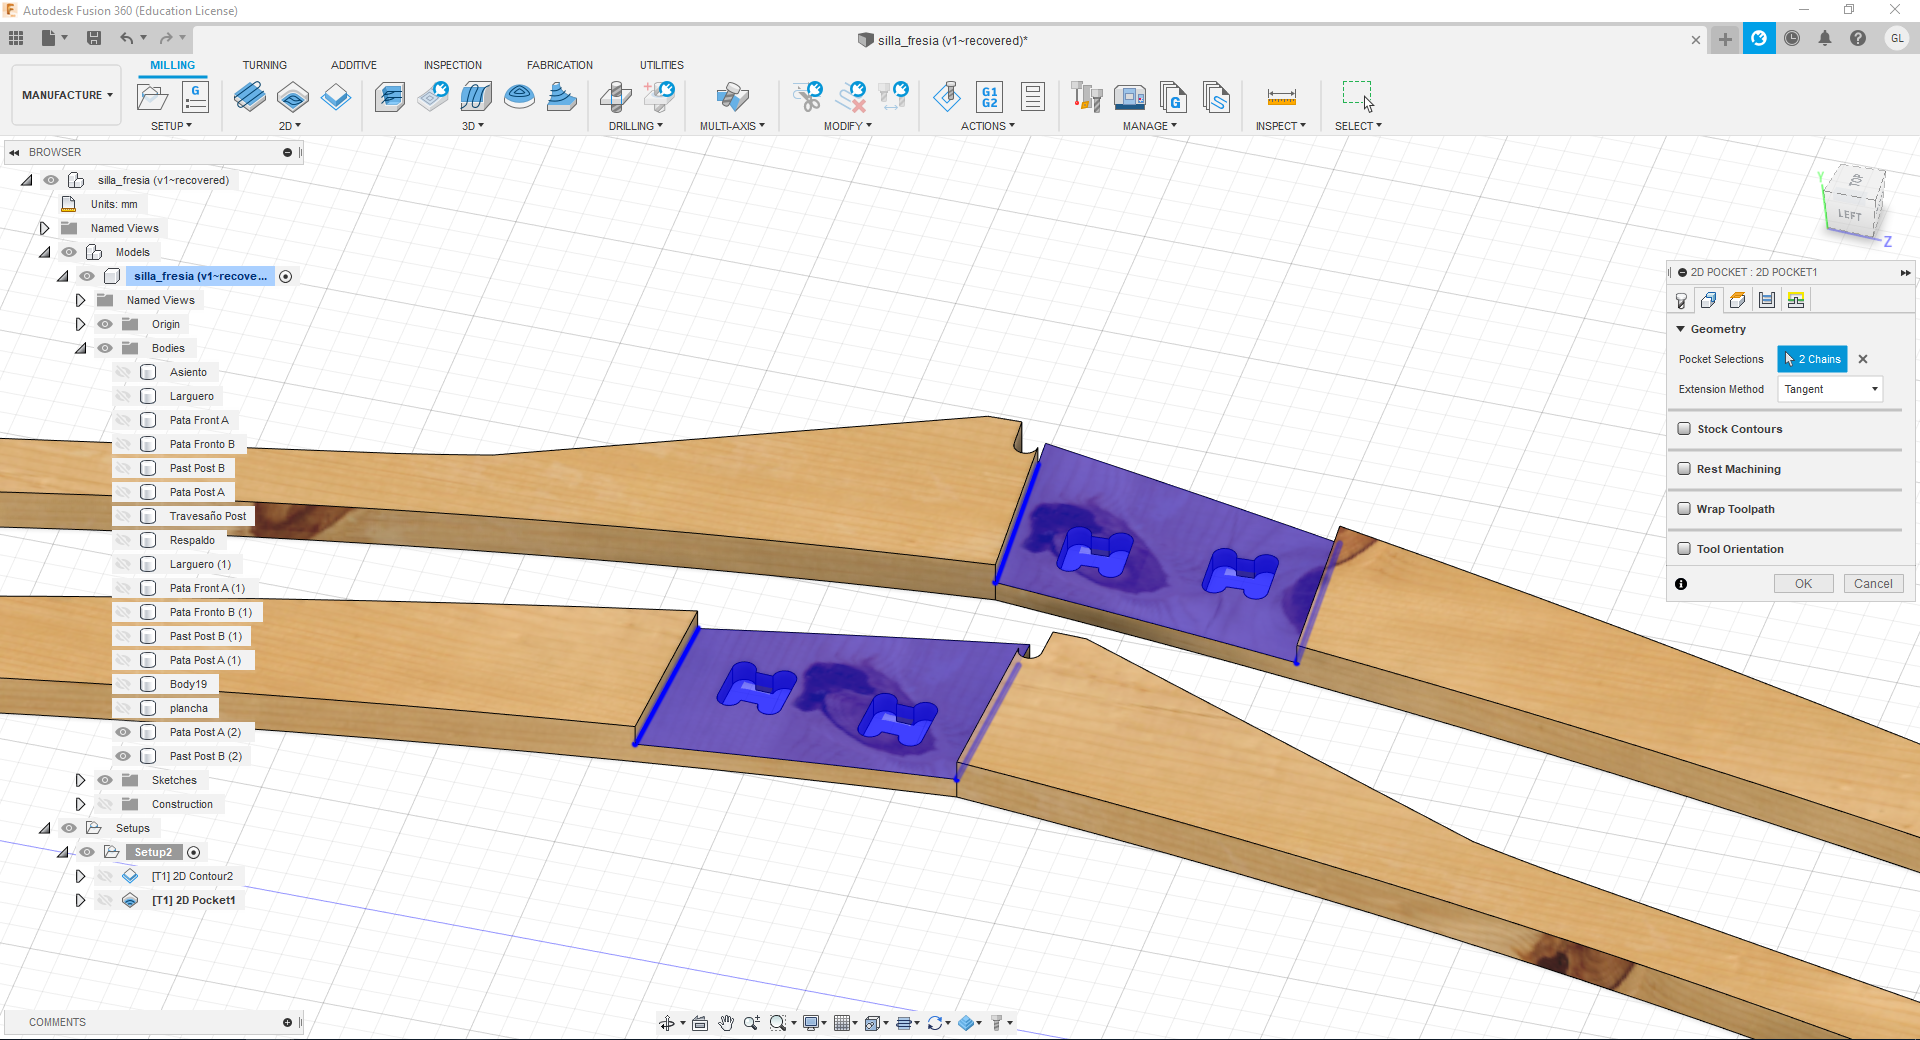 Autodesk Fusion 360 (Education License)
silla_fresia (v1~recovered)*
GL
MANUFACTURE
MILLING TURNING ADDITIVE INSPECTION FABRICATION UTILITIES
G
G1
G2
G
SETUP 2D 3D DRILLING MULTI-AXIS MODIFY ACTIONS MANAGE INSPECT SELECT
BROWSER
silla_fresia (v1~recovered)
Units: mm
Named Views
Models
silla_fresia (v1~recove...
Named Views
Origin
Bodies
Asiento
Larguero
Pata Front A
Pata Fronto B
Past Post B
Pata Post A
Travesaño Post
Respaldo
Larguero (1)
Pata Front A (1)
Pata Fronto B (1)
Past Post B (1)
Pata Post A (1)
Body19
plancha
Pata Post A (2)
Past Post B (2)
Sketches
Construction
Setups
Setup2
[T1] 2D Contour2
[T1] 2D Pocket1
COMMENTS
TOP
LEFT
Y
Z
2D POCKET : 2D POCKET1
Geometry
Pocket Selections 2 Chains
Extension Method Tangent
Stock Contours
Rest Machining
Wrap Toolpath
Tool Orientation
OK Cancel